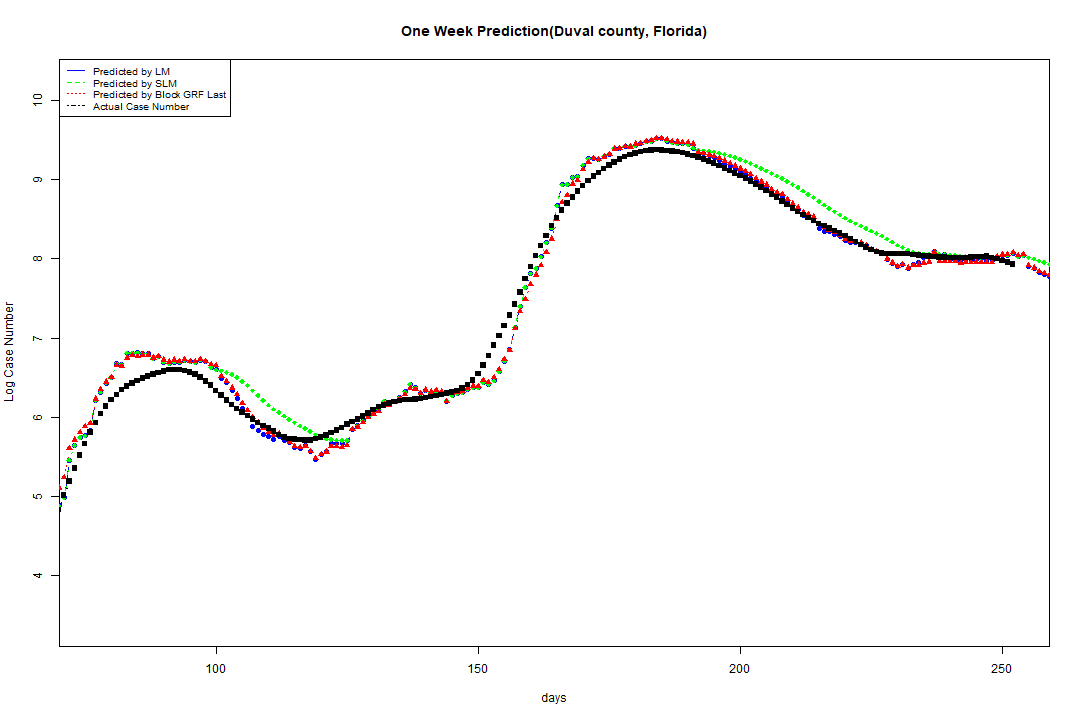 One Week Prediction(Duval county, Florida)
Predicted by LM
Predicted by SLM
Predicted by Block GRF Last
Actual Case Number
10
9
8
7
6
5
4
Log Case Number
100 150 200 250
days